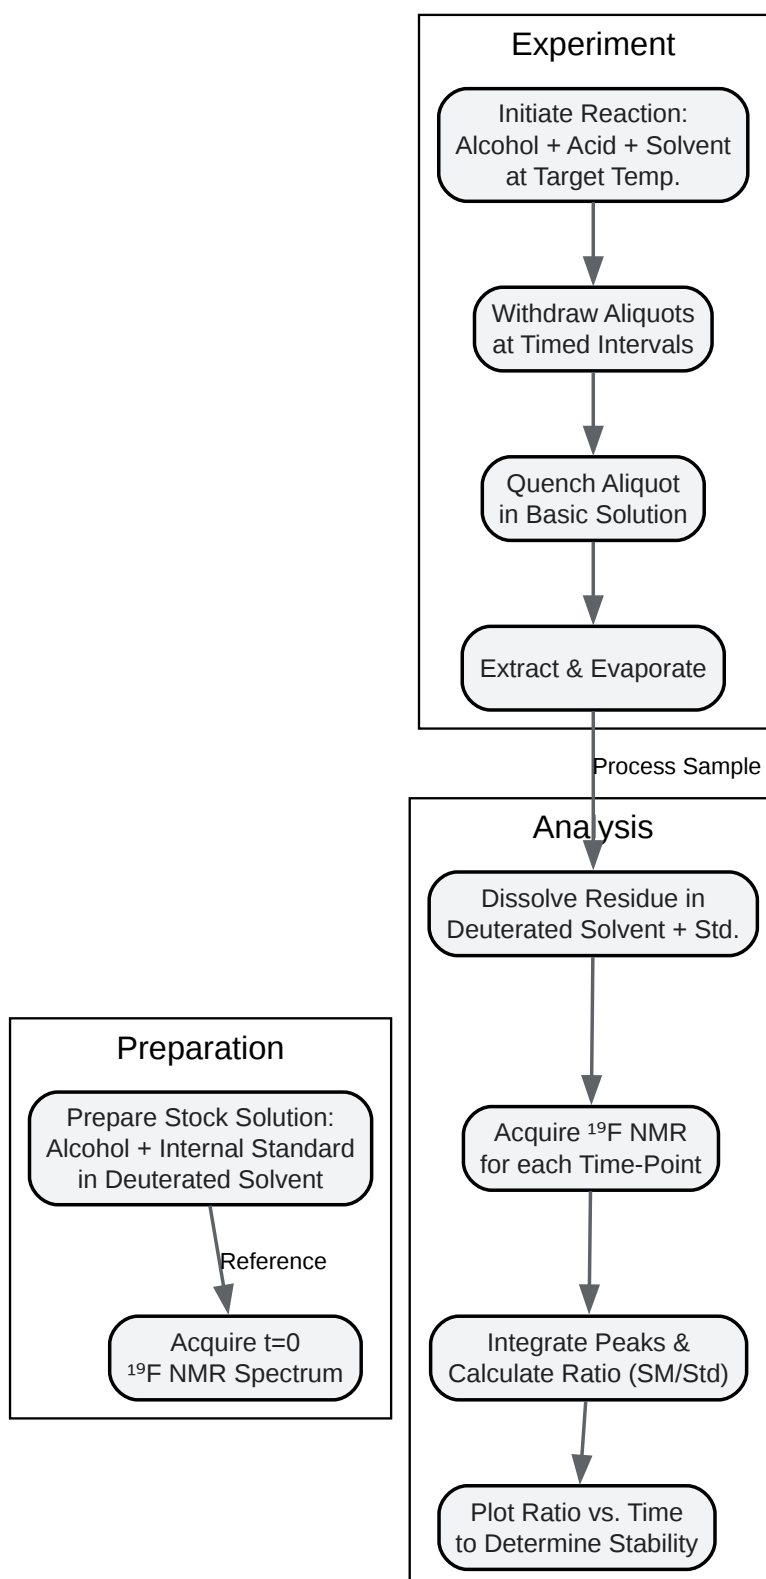 Experiment
Initiate Reaction:
Alcohol + Acid + Solvent
at Target Temp.
Withdraw Aliquots
at Timed Intervals
Quench Aliquot
in Basic Solution
Extract & Evaporate
Process Sample
Analysis
Dissolve Residue in
Deuterated Solvent + Std.
Acquire ¹⁹F NMR
for each Time-Point
Integrate Peaks &
Calculate Ratio (SM/Std)
Plot Ratio vs. Time
to Determine Stability
Preparation
Prepare Stock Solution:
Alcohol + Internal Standard
in Deuterated Solvent
Reference
Acquire t=0
¹⁹F NMR Spectrum